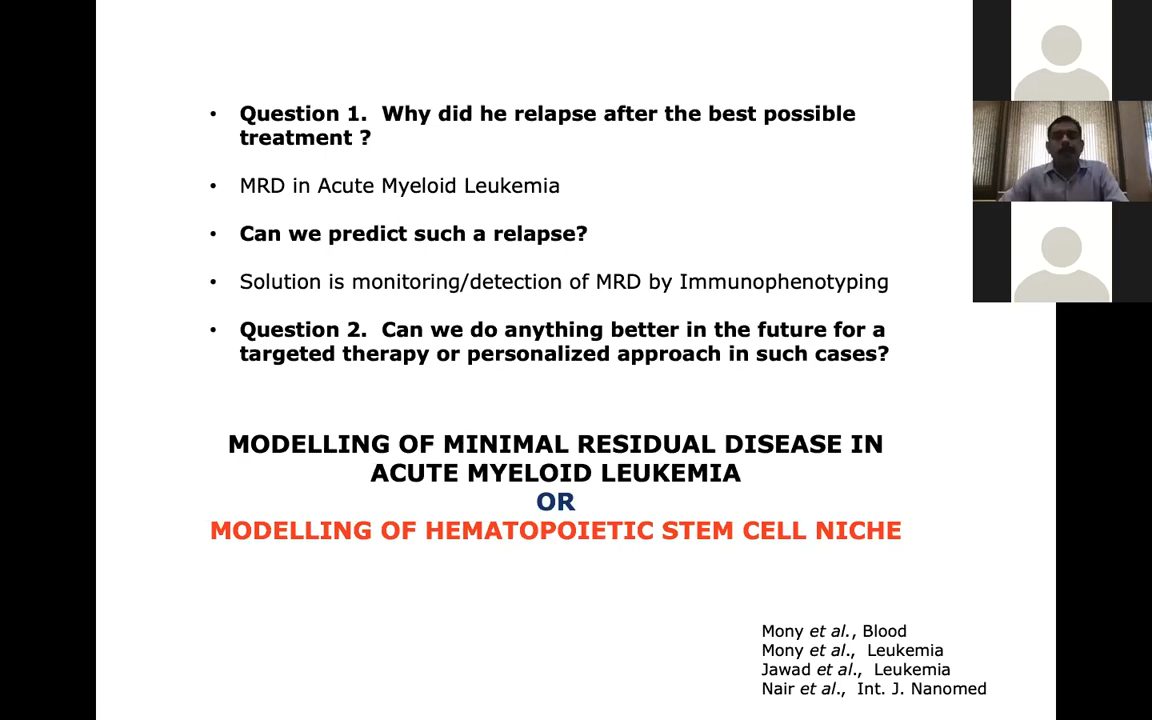 • Question 1. Why did he relapse after the best possible
treatment ?
• MRD in Acute Myeloid Leukemia
• Can we predict such a relapse?
• Solution is monitoring/detection of MRD by Immunophenotyping
• Question 2. Can we do anything better in the future for a
targeted therapy or personalized approach in such cases?
MODELLING OF MINIMAL RESIDUAL DISEASE IN
ACUTE MYELOID LEUKEMIA
OR
MODELLING OF HEMATOPOIETIC STEM CELL NICHE
Mony et al., Blood
Mony et al., Leukemia
Jawad et al., Leukemia
Nair et al., Int. J. Nanomed